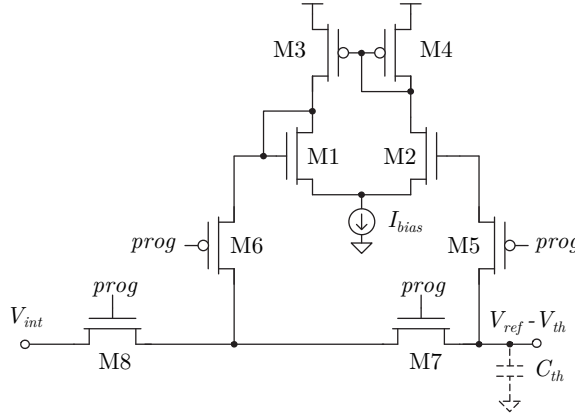 M3
M4
M1
M2
I_bias
prog
M6
M5
prog
prog
prog
V_int
V_ref - V_th
M8
M7
C_th